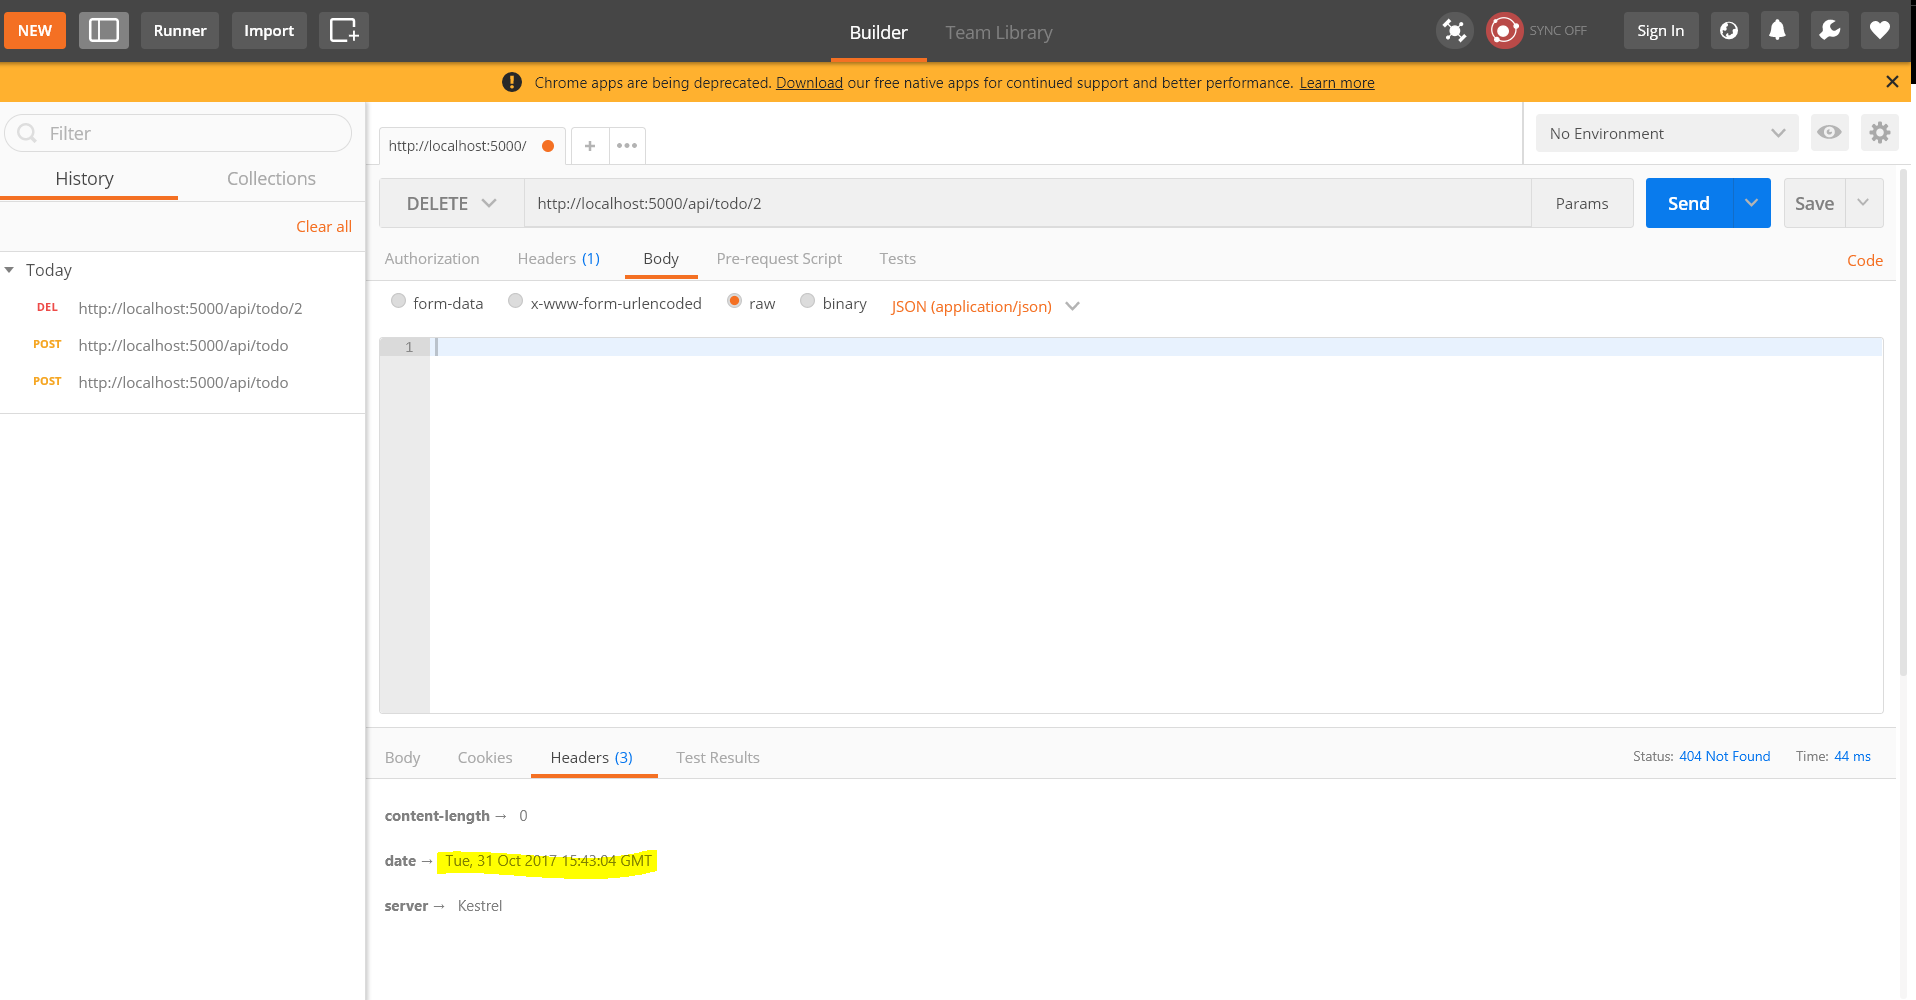 NEW Runner Import Builder Team Library SYNC OFF Sign In
Chrome apps are being deprecated. Download our free native apps for continued support and better performance. Learn more
Filter
History Collections
Clear all
Today
DEL http://localhost:5000/api/todo/2
POST http://localhost:5000/api/todo
POST http://localhost:5000/api/todo
http://localhost:5000/
No Environment
DELETE http://localhost:5000/api/todo/2 Params Send Save
Authorization Headers (1) Body Pre-request Script Tests Code
form-data x-www-form-urlencoded raw binary JSON (application/json)
1
Body Cookies Headers (3) Test Results Status: 404 Not Found Time: 44 ms
content-length → 0
date → Tue, 31 Oct 2017 15:43:04 GMT
server → Kestrel